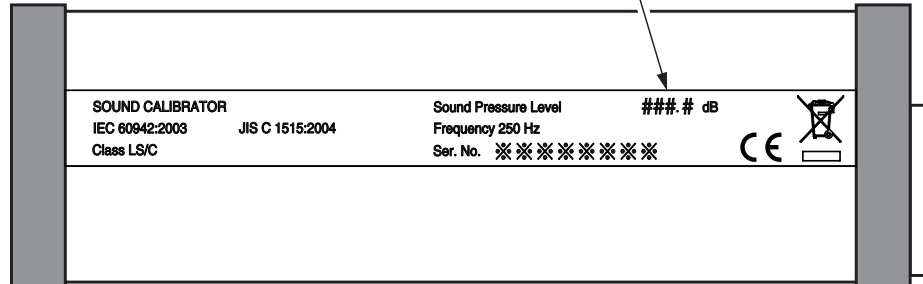 SOUND CALIBRATOR
IEC 60942:2003 JIS C 1515:2004
Class LS/C
Sound Pressure Level ###.# dB
Frequency 250 Hz
Ser. No. ※※※※※※※※
CE